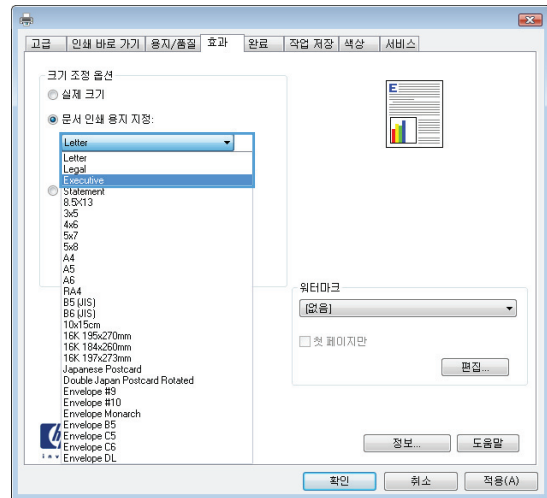 고급 인쇄 바로 가기 용지/품질 효과 완료 작업 저장 색상 서비스
크기 조정 옵션
실제 크기
문서 인쇄 용지 지정:
Letter
Letter
Legal
Executive
Statement
8.5X13
3x5
4x6
5x7
5x8
A4
A5
A6
RA4
B5 (JIS)
B6 (JIS)
10x15cm
16K 195x270mm
16K 184x260mm
16K 197x273mm
Japanese Postcard
Double Japan Postcard Rotated
Envelope #9
Envelope #10
Envelope Monarch
Envelope B5
Envelope C5
Envelope C6
Envelope DL
E
워터마크
[없음]
첫 페이지만
편집...
정보... 도움말
확인 취소 적용(A)